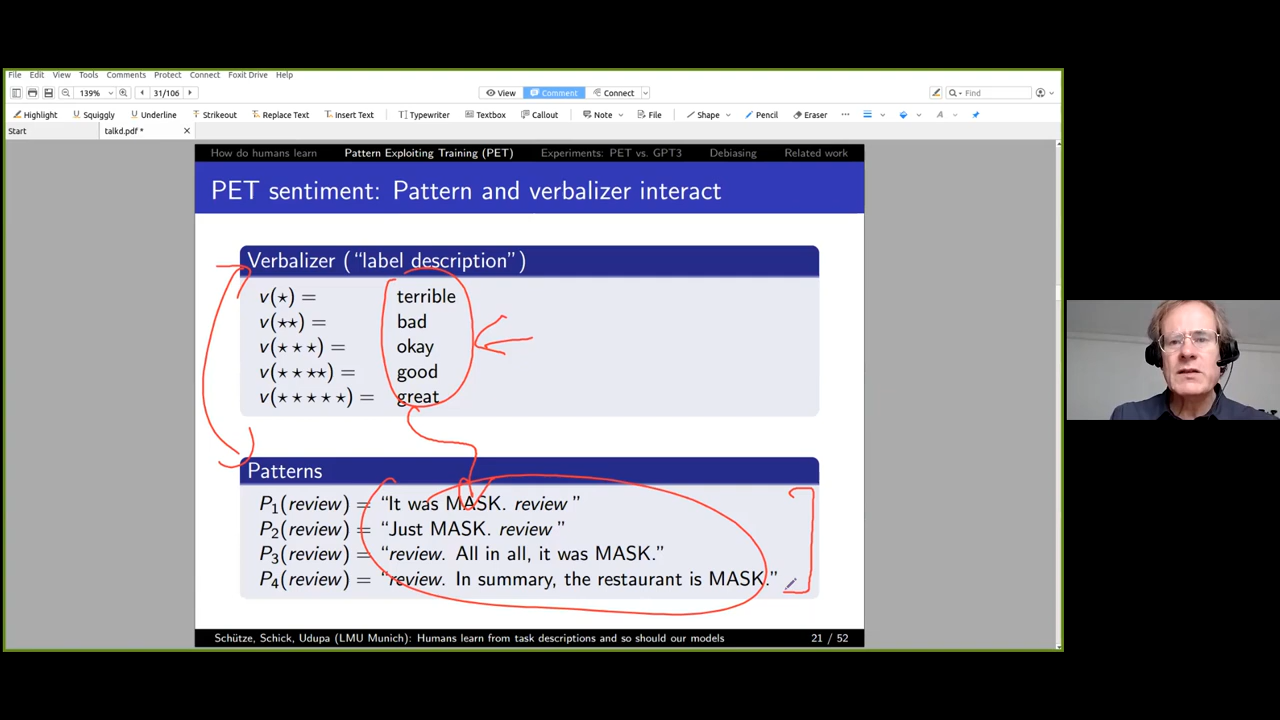 File Edit View Tools Comments Protect Connect Foxit Drive Help
139% 31/106 View Comment Connect Find
Highlight Squiggly Underline Strikeout Replace Text Insert Text Typewriter Textbox Callout Note File Shape Pencil Eraser
Start talkd.pdf *
How do humans learn Pattern Exploiting Training (PET) Experiments: PET vs. GPT3 Debiasing Related work
PET sentiment: Pattern and verbalizer interact
Verbalizer (“label description”)
v(⋆) = terrible
v(⋆⋆) = bad
v(⋆ ⋆ ⋆) = okay
v(⋆ ⋆ ⋆⋆) = good
v(⋆ ⋆ ⋆ ⋆ ⋆) = great
Patterns
P₁(review) = “It was MASK. review ”
P₂(review) = “Just MASK. review ”
P₃(review) = “review. All in all, it was MASK.”
P₄(review) = “review. In summary, the restaurant is MASK.”
Schütze, Schick, Udupa (LMU Munich): Humans learn from task descriptions and so should our models 21 / 52